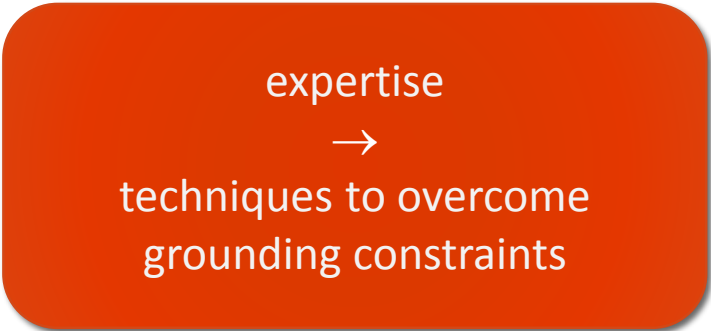 expertise
→
techniques to overcome
grounding constraints